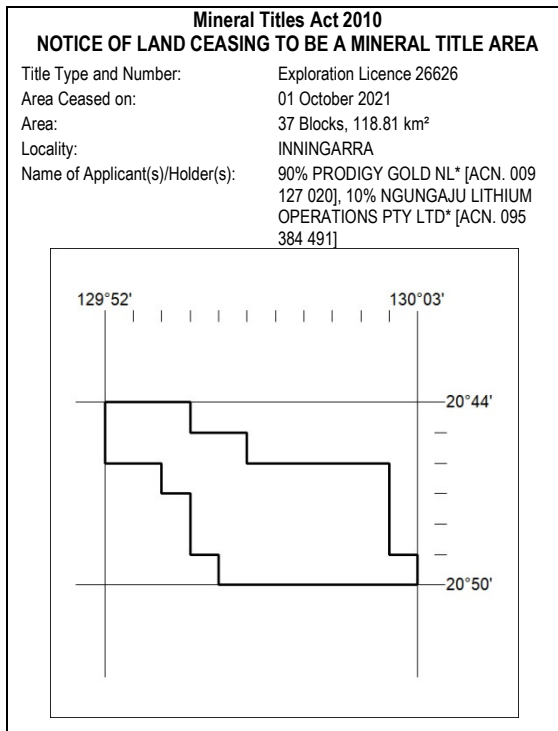 Mineral Titles Act 2010
NOTICE OF LAND CEASING TO BE A MINERAL TITLE AREA
Title Type and Number: Exploration Licence 26626
Area Ceased on: 01 October 2021
Area: 37 Blocks, 118.81 km²
Locality: INNINGARRA
Name of Applicant(s)/Holder(s): 90% PRODIGY GOLD NL* [ACN. 009
127 020], 10% NGUNGAJU LITHIUM
OPERATIONS PTY LTD* [ACN. 095
384 491]
129°52' 130°03'
20°44'
20°50'